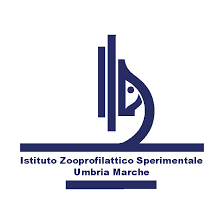 Istituto Zooprofilattico Sperimentale
Umbria Marche